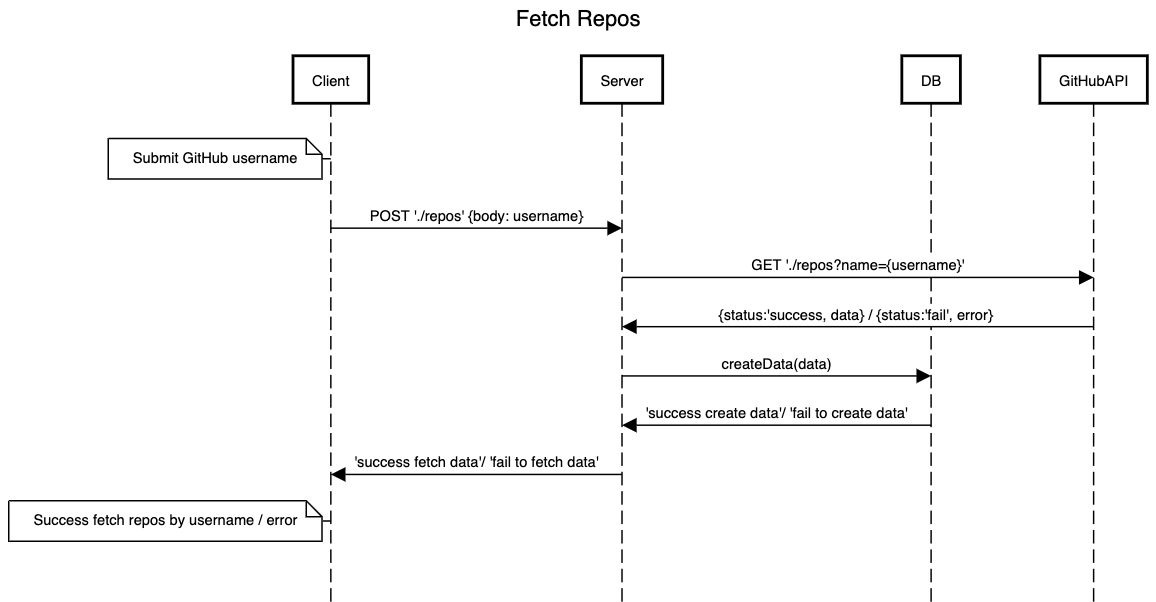 Fetch Repos
Client
Server
DB
GitHubAPI
Submit GitHub username
POST './repos' {body: username}
GET './repos?name={username}'
{status:'success, data} / {status:'fail', error}
createData(data)
'success create data'/ 'fail to create data'
'success fetch data'/ 'fail to fetch data'
Success fetch repos by username / error